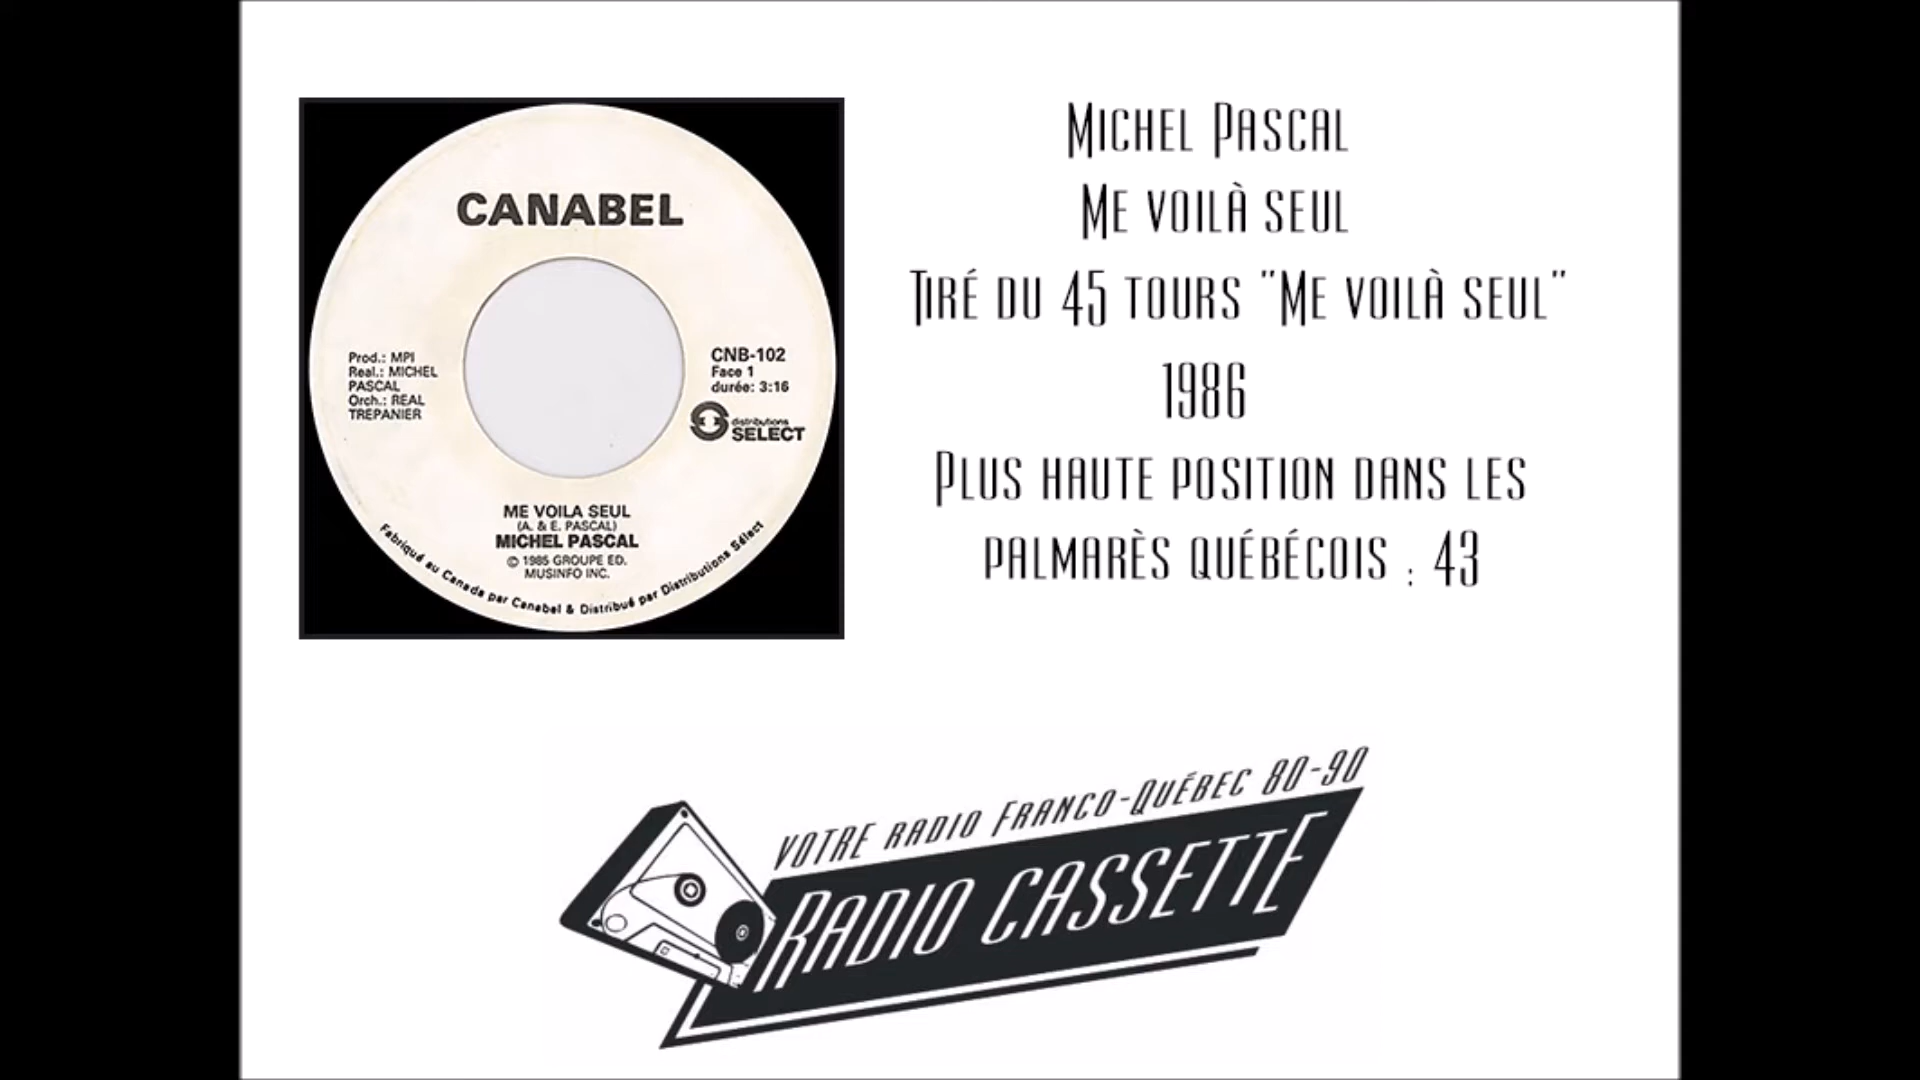 CANABEL
Prod.: MPI
Real.: MICHEL
PASCAL
Orch.: REAL
TREPANIER
CNB-102
Face 1
durée: 3:16
distributions
SELECT
ME VOILA SEUL
(A. & E. PASCAL)
MICHEL PASCAL
© 1985 GROUPE ED.
MUSINFO INC.
Fabriqué au Canada par Canabel & Distribué par Distributions Sélect
Michel Pascal
Me voilà seul
Tiré du 45 tours "Me voilà seul"
1986
Plus haute position dans les
palmarès québécois : 43
votre radio Franco-Québec 80-90
Radio Cassette